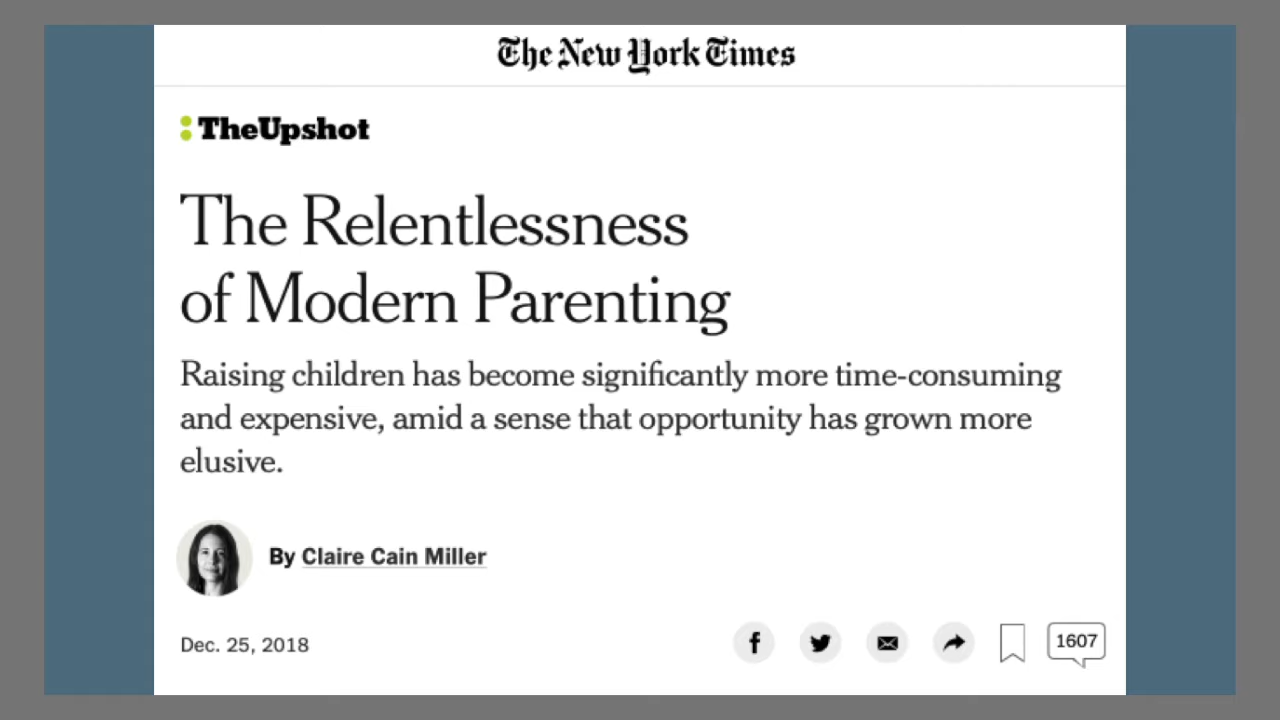 The New York Times
TheUpshot
The Relentlessness
of Modern Parenting
Raising children has become significantly more time-consuming
and expensive, amid a sense that opportunity has grown more
elusive.
By Claire Cain Miller
Dec. 25, 2018
1607